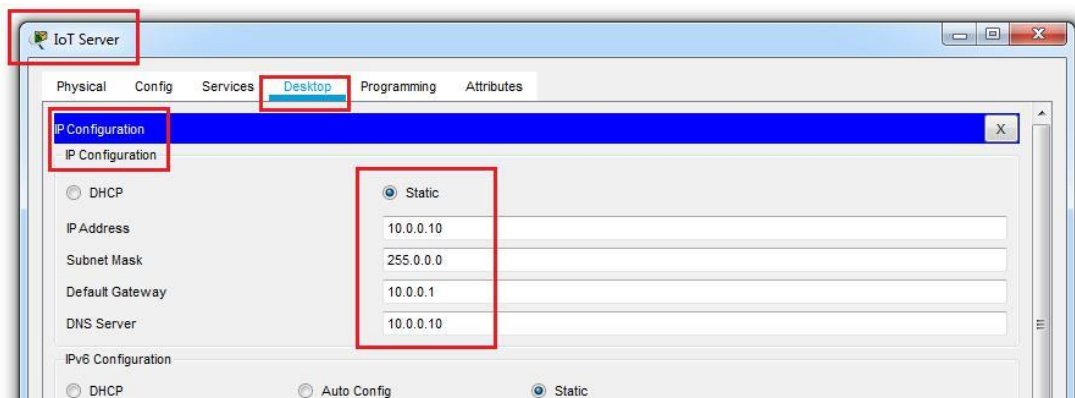 IoT Server
Physical Config Services Desktop Programming Attributes
IP Configuration X
IP Configuration
DHCP Static
IP Address 10.0.0.10
Subnet Mask 255.0.0.0
Default Gateway 10.0.0.1
DNS Server 10.0.0.10
IPv6 Configuration
DHCP Auto Config Static